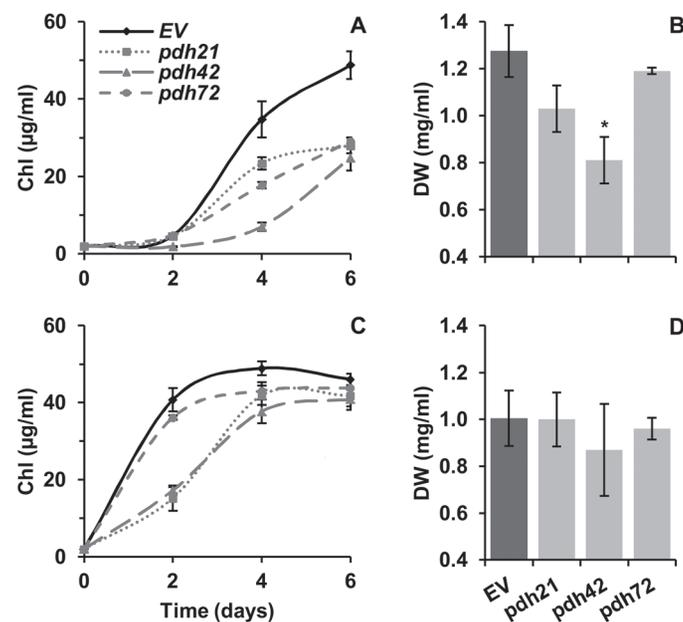 A
60
40
20
0
Chl (µg/ml)
EV
pdh21
pdh42
pdh72
0 2 4 6
B
1.4
1.2
1.0
0.8
0.6
0.4
DW (mg/ml)
*
C
60
40
20
0
Chl (µg/ml)
0 2 4 6
Time (days)
D
1.4
1.2
1.0
0.8
0.6
0.4
DW (mg/ml)
EV pdh21 pdh42 pdh72